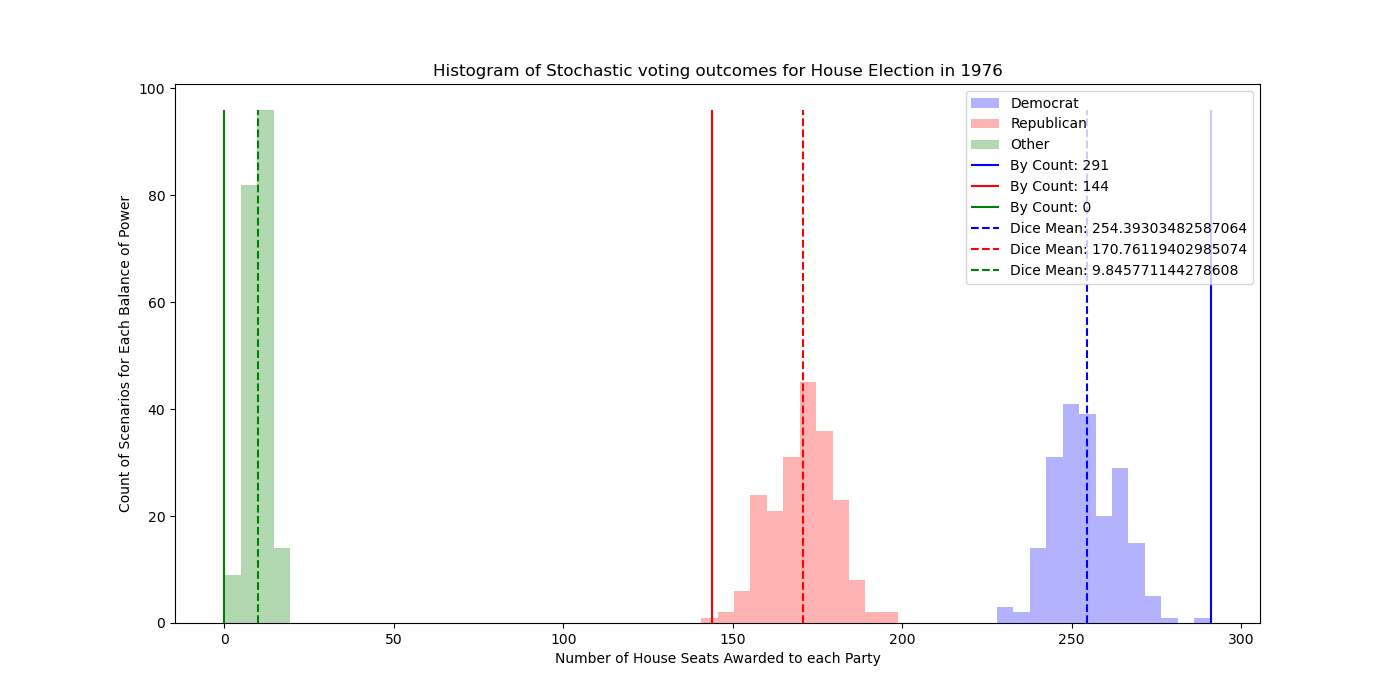 Histogram of Stochastic voting outcomes for House Election in 1976
Count of Scenarios for Each Balance of Power
100
80
60
40
20
0
Democrat
Republican
Other
By Count: 291
By Count: 144
By Count: 0
Dice Mean: 254.39303482587064
Dice Mean: 170.76119402985074
Dice Mean: 9.845771144278608
0 50 100 150 200 250 300
Number of House Seats Awarded to each Party